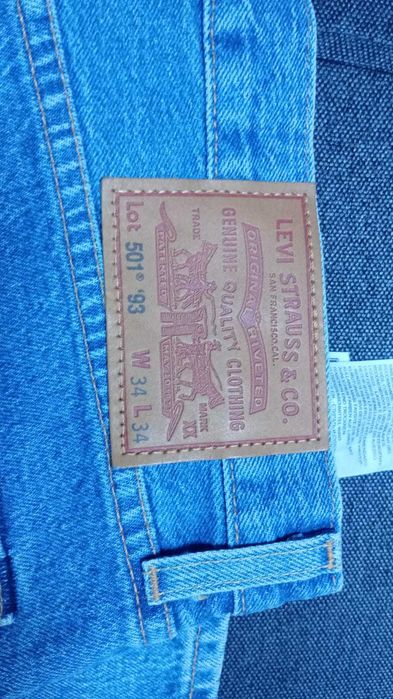 LEVI STRAUSS & CO.
SAN FRANCISCO, CAL.
ORIGINAL RIVETED
GENUINE QUALITY CLOTHING
TRADE MARK
PATENTED
XX
Lot 501® '93 W 34 L 34